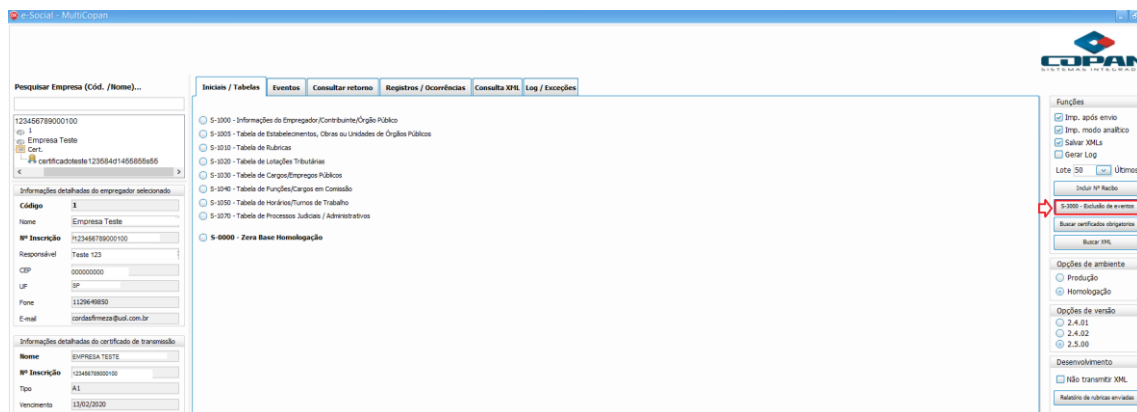 e-Social - MultiCopan
COPAN
SISTEMAS INTEGRADOS
Pesquisar Empresa (Cód. /Nome)...
123456789000100
1
Empresa Teste
Cert.
certificadoteste123584d1466866s66
Informações detalhadas do empregador selecionado
Código 1
Nome Empresa Teste
Nº Inscrição 123456789000100
Responsável Teste 123
CEP 000000000
UF SP
Fone 1129649850
E-mail cordasfirmeza@uol.com.br
Informações detalhadas do certificado de transmissão
Nome EMPRESA TESTE
Nº Inscrição 123456789000100
Tipo A1
Vencimento 13/02/2020
Iniciais / Tabelas Eventos Consultar retorno Registros / Ocorrências Consulta XML Log / Exceções
S-1000 - Informações do Empregador/Contribuinte/Órgão Público
S-1005 - Tabela de Estabelecimentos, Obras ou Unidades de Órgãos Públicos
S-1010 - Tabela de Rubricas
S-1020 - Tabela de Lotações Tributárias
S-1030 - Tabela de Cargos/Empregos Públicos
S-1040 - Tabela de Funções/Cargos em Comissão
S-1050 - Tabela de Horários/Turnos de Trabalho
S-1070 - Tabela de Processos Judiciais / Administrativos
S-0000 - Zera Base Homologação
Funções
Imp. após envio
Imp. modo analítico
Salvar XMLs
Gerar Log
Lote 50 Últimos
Incluir Nº Recibo
S-3000 - Exclusão de eventos
Buscar certificados obrigatórios
Buscar XML
Opções de ambiente
Produção
Homologação
Opções de versão
2.4.01
2.4.02
2.5.00
Desenvolvimento
Não transmitir XML
Relatório de rubricas enviadas